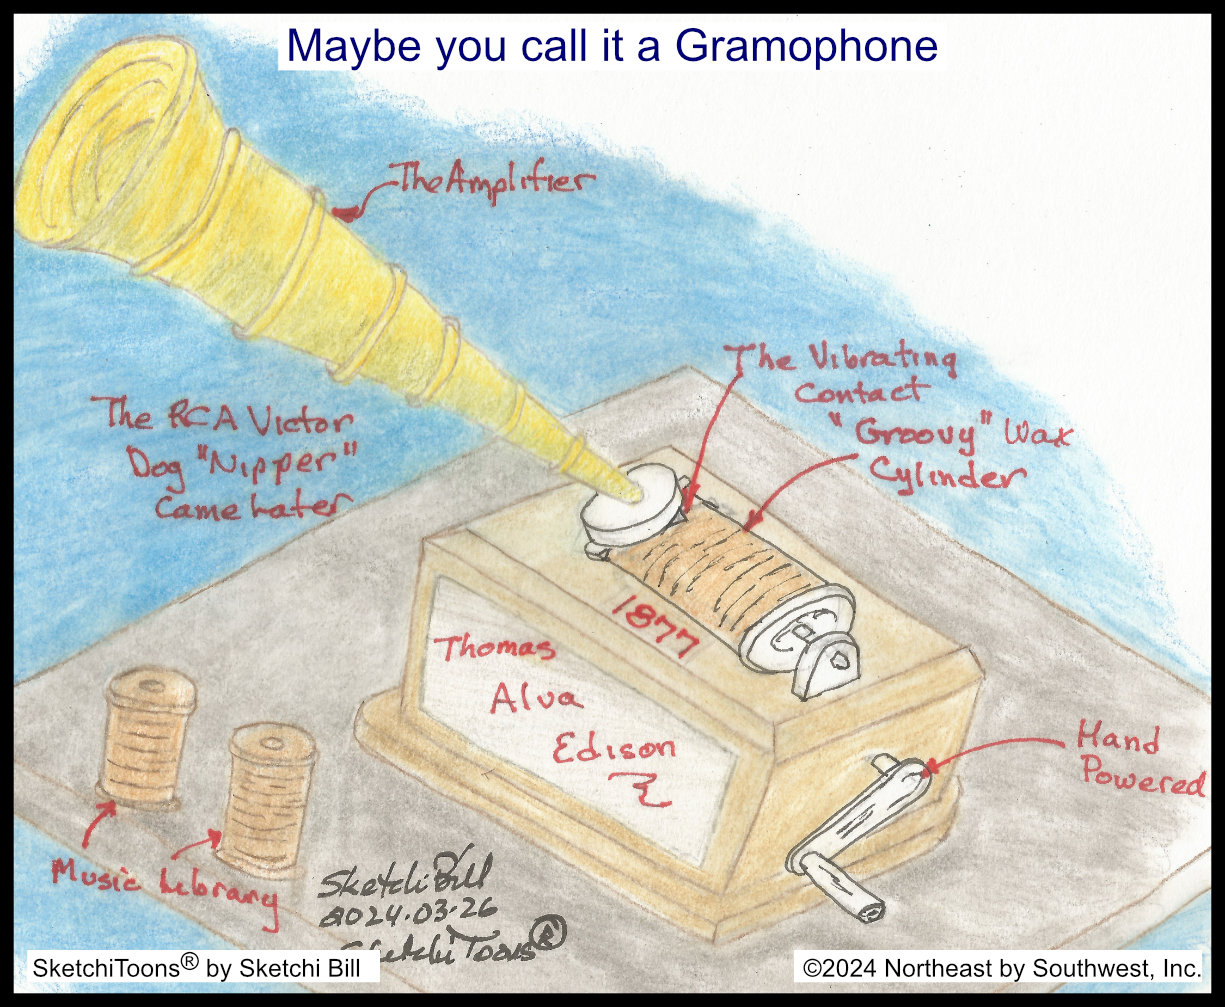 Maybe you call it a Gramophone
The Amplifier
The Vibrating
Contact
"Groovy" Wax
Cylinder
The RCA Victor
Dog "Nipper"
Came Later
1877
Thomas
Alva
Edison
Hand
Powered
Music Library
SketchiBill
2024.03.26
SketchiToons®
SketchiToons® by Sketchi Bill
©2024 Northeast by Southwest, Inc.